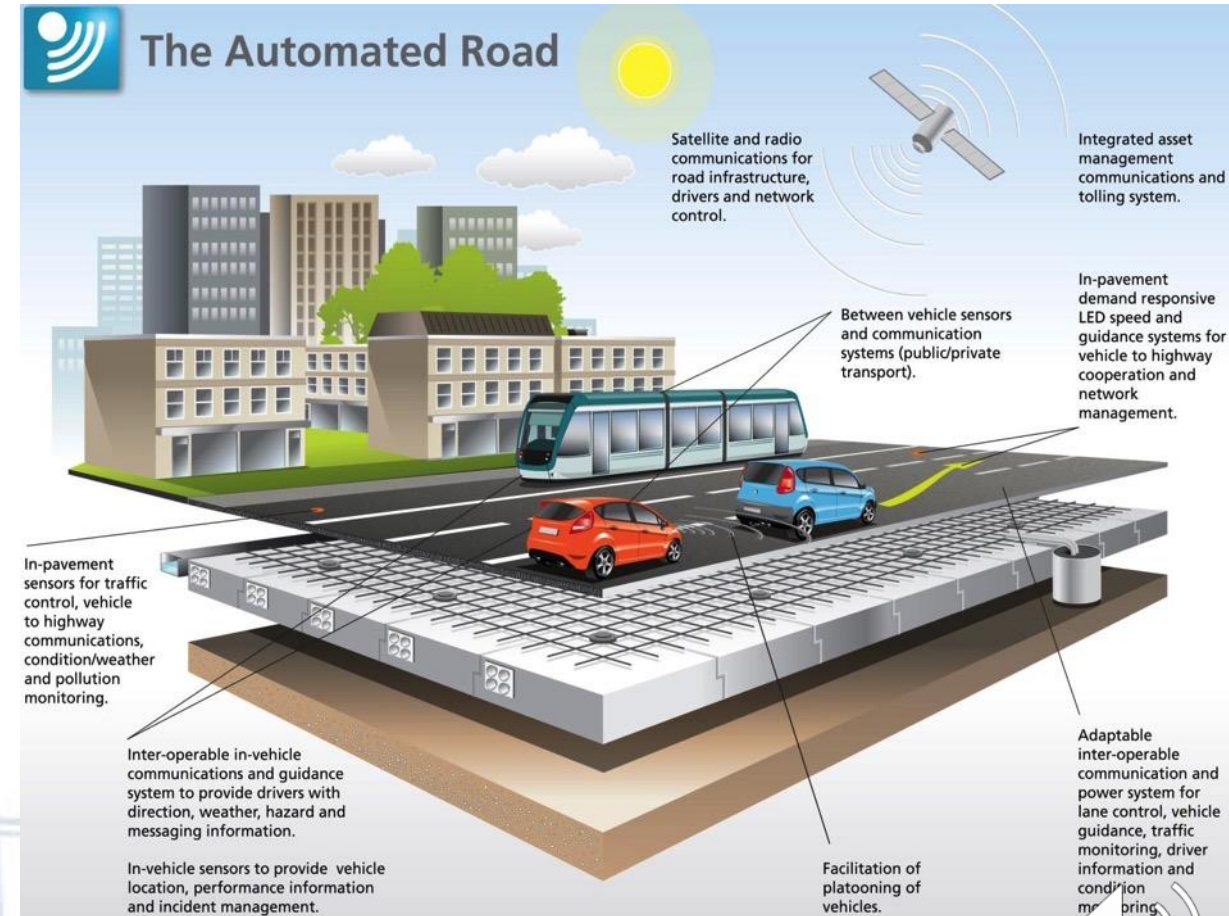 The Automated Road
Satellite and radio
communications for
road infrastructure,
drivers and network
control.
Integrated asset
management
communications and
tolling system.
Between vehicle sensors
and communication
systems (public/private
transport).
In-pavement
demand responsive
LED speed and
guidance systems for
vehicle to highway
cooperation and
network
management.
In-pavement
sensors for traffic
control, vehicle
to highway
communications,
condition/weather
and pollution
monitoring.
Inter-operable in-vehicle
communications and guidance
system to provide drivers with
direction, weather, hazard and
messaging information.
In-vehicle sensors to provide vehicle
location, performance information
and incident management.
Facilitation of
platooning of
vehicles.
Adaptable
inter-operable
communication and
power system for
lane control, vehicle
guidance, traffic
monitoring, driver
information and
condition